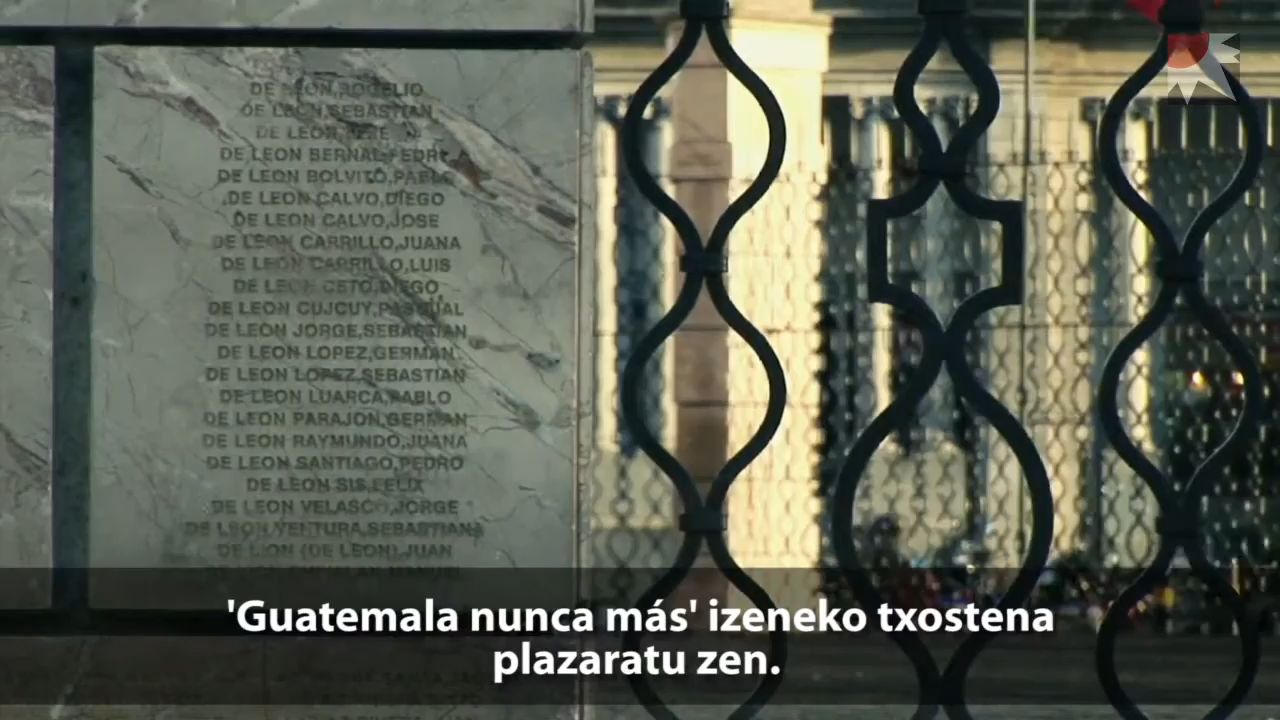 DE LEON, ROGELIO
DE LEON, SEBASTIAN
DE LEON
DE LEON BERNAL, PEDRO
DE LEON BOLVITO, PABLO
DE LEON CALVO, DIEGO
DE LEON CALVO, JOSE
DE LEON CARRILLO, JUANA
DE LEON CARRILLO, LUIS
DE LEON CETO, DIEGO
DE LEON CUJCUY, PASCUAL
DE LEON JORGE, SEBASTIAN
DE LEON LOPEZ, GERMAN
DE LEON LOPEZ, SEBASTIAN
DE LEON LUARCA, PABLO
DE LEON PARAJON, GERMAN
DE LEON RAYMUNDO, JUANA
DE LEON SANTIAGO, PEDRO
DE LEON SIS, FELIX
DE LEON VELASCO, JORGE
DE LEON VENTURA, SEBASTIANA
DE LION (DE LEON), JUAN
'Guatemala nunca más' izeneko txostena
plazaratu zen.